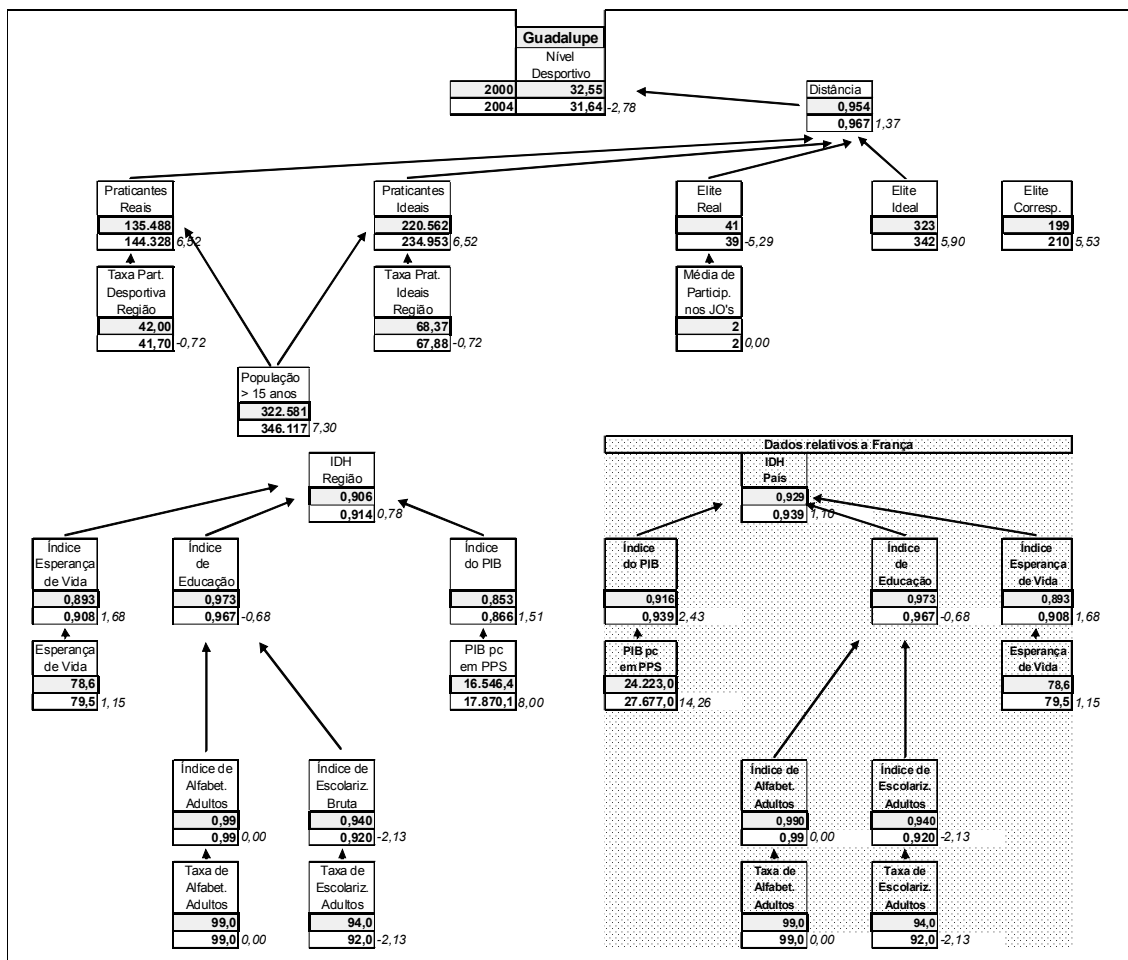 Guadalupe
Nível
Desportivo
2000 32,55
2004 31,64 -2,78
Distância
0,954
0,967 1,37
Praticantes
Reais
135.488
144.328 6,52
Praticantes
Ideais
220.562
234.953 6,52
Elite
Real
41
39 -5,29
Elite
Ideal
323
342 5,90
Elite
Corresp.
199
210 5,53
Taxa Part.
Desportiva
Região
42,00
41,70 -0,72
Taxa Prat.
Ideais
Região
68,37
67,88 -0,72
Média de
Particip.
nos JO's
2
2 0,00
População
> 15 anos
322.581
346.117 7,30
IDH
Região
0,906
0,914 0,78
Índice
Esperança
de Vida
0,893
0,908 1,68
Índice
de
Educação
0,973
0,967 -0,68
Índice
do PIB
0,853
0,866 1,51
Esperança
de Vida
78,6
79,5 1,15
PIB pc
em PPS
16.546,4
17.870,1 8,00
Índice de
Alfabet.
Adultos
0,99
0,99 0,00
Índice de
Escolariz.
Bruta
0,940
0,920 -2,13
Taxa de
Alfabet.
Adultos
99,0
99,0 0,00
Taxa de
Escolariz.
Adultos
94,0
92,0 -2,13
Dados relativos a França
IDH
País
0,929
0,939 1,10
Índice
do PIB
0,916
0,939 2,43
Índice
de
Educação
0,973
0,967 -0,68
Índice
Esperança
de Vida
0,893
0,908 1,68
PIB pc
em PPS
24.223,0
27.677,0 14,26
Esperança
de Vida
78,6
79,5 1,15
Índice de
Alfabet.
Adultos
0,990
0,99 0,00
Índice de
Escolariz.
Adultos
0,940
0,920 -2,13
Taxa de
Alfabet.
Adultos
99,0
99,0 0,00
Taxa de
Escolariz.
Adultos
94,0
92,0 -2,13